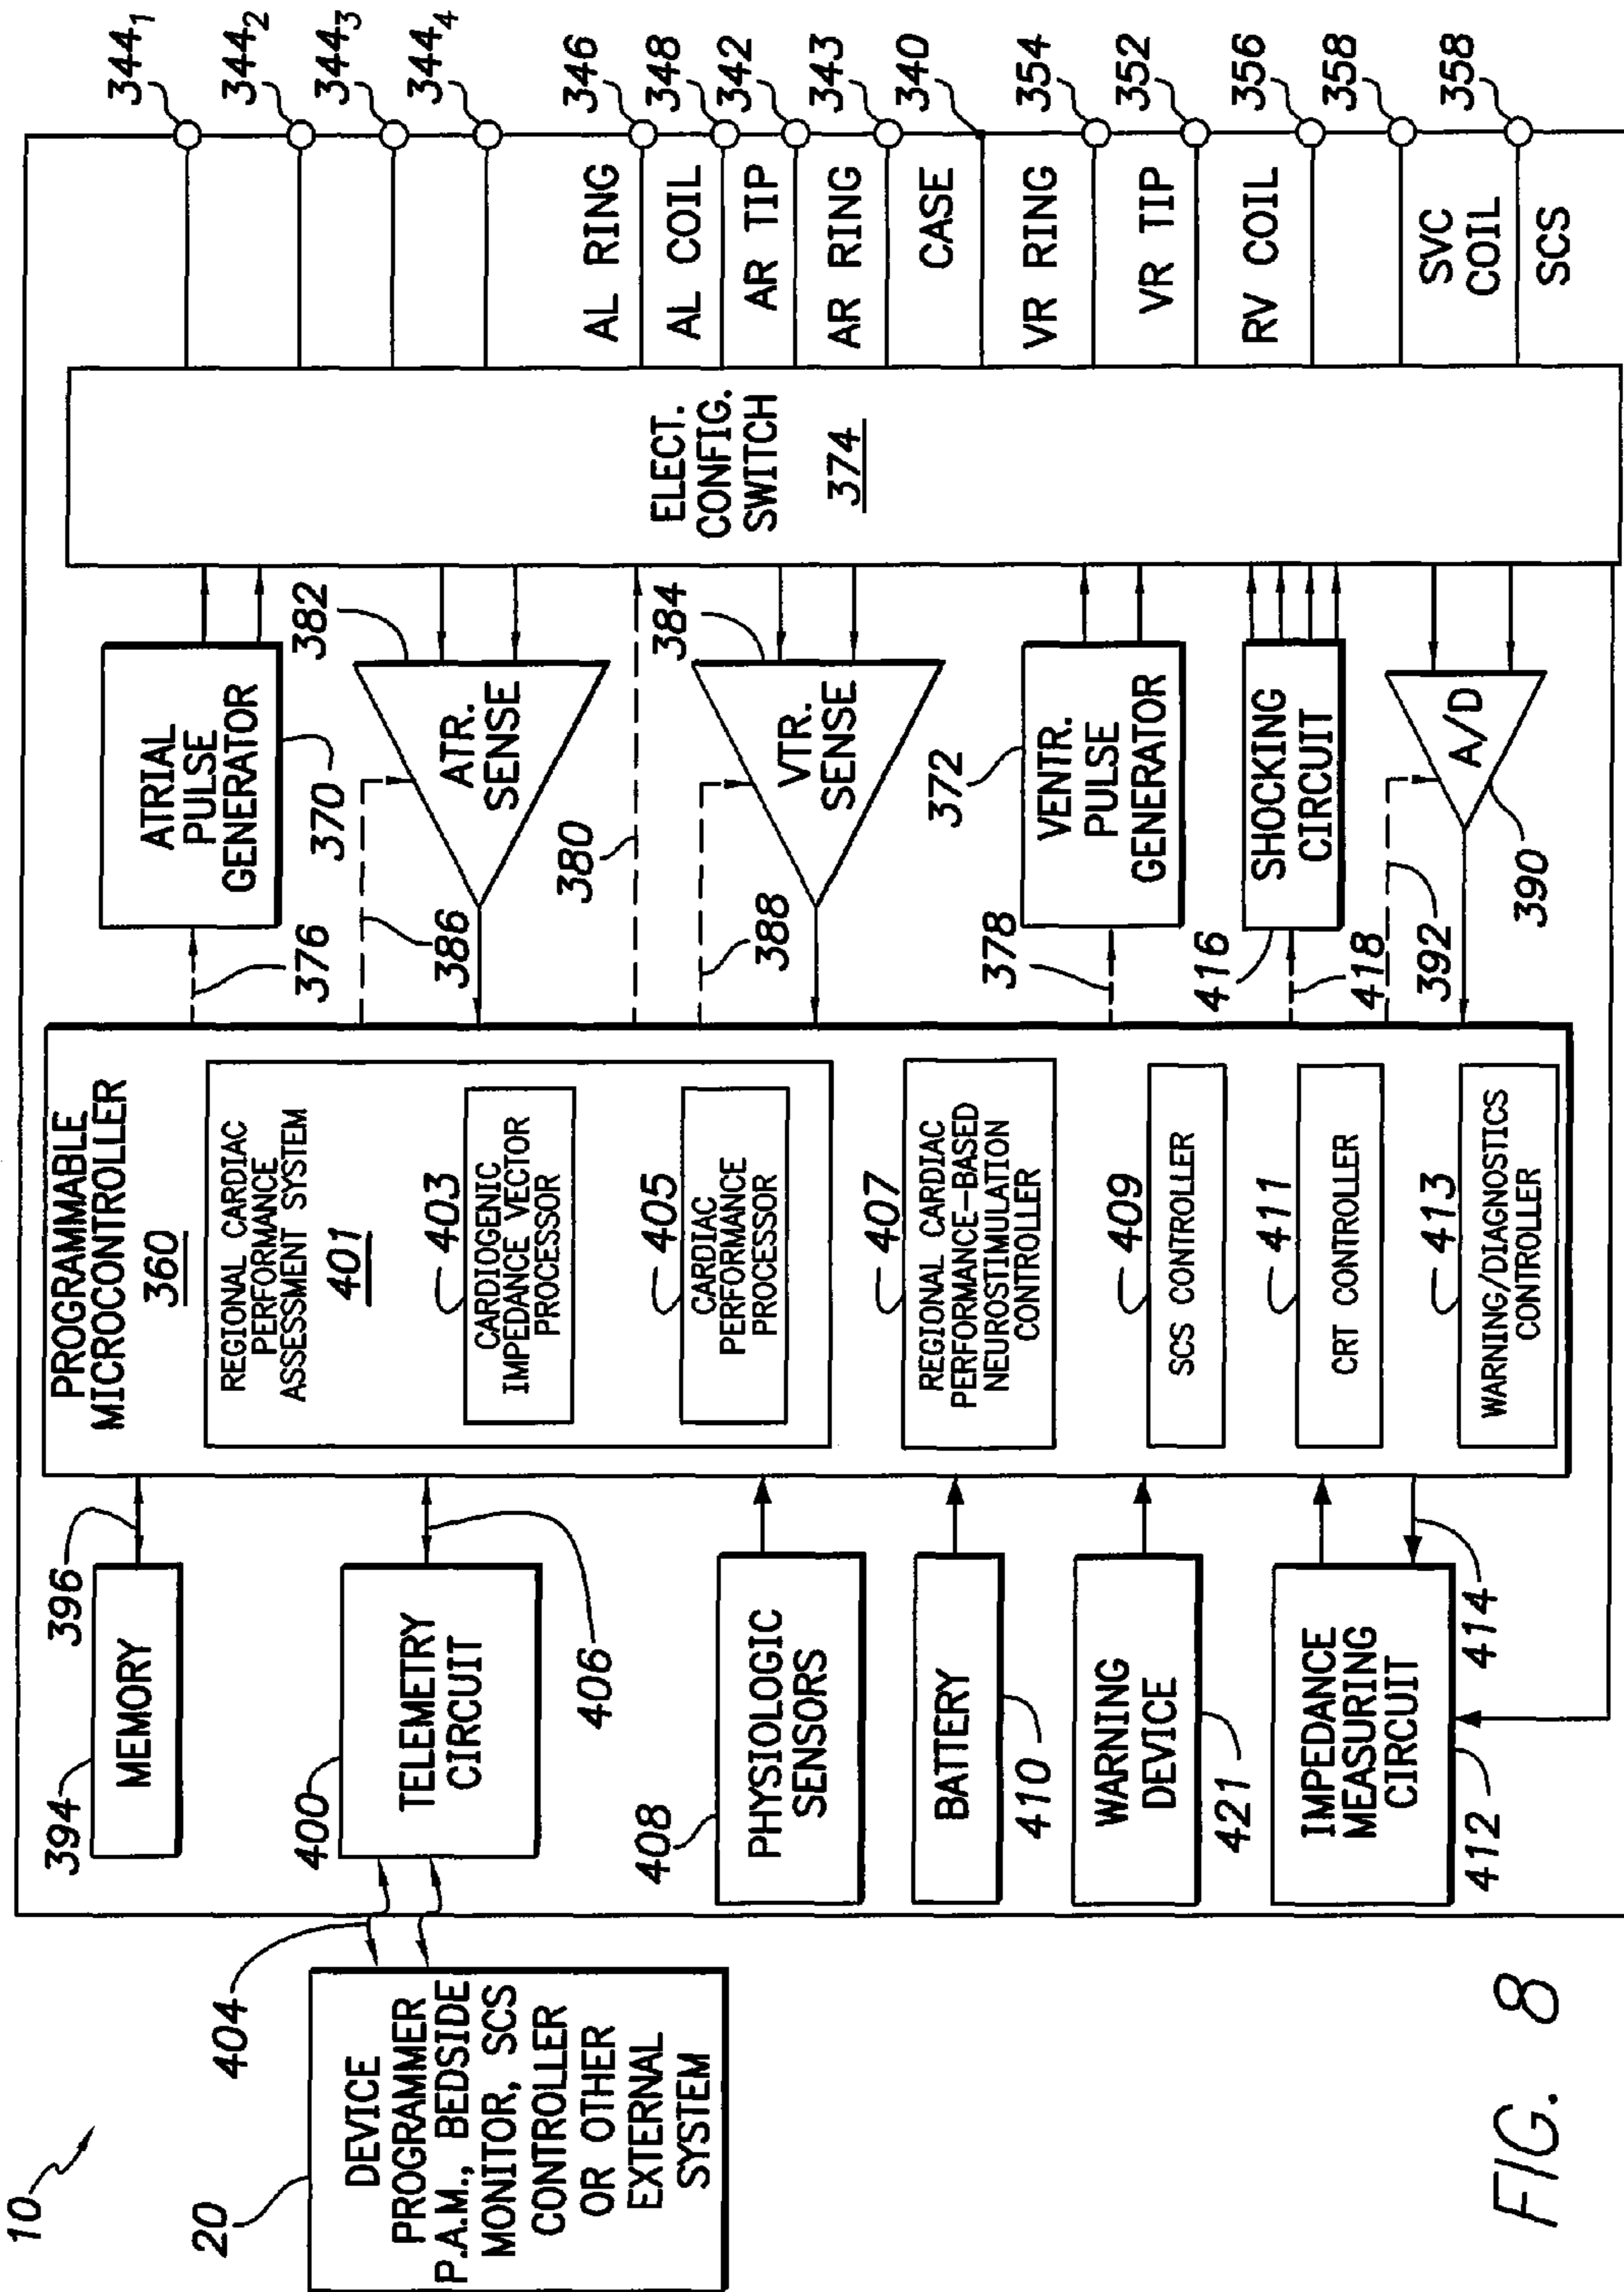 10
20
DEVICE
PROGRAMER
P.A.M., BEDSIDE
MONITOR, SCS
CONTROLLER
OR OTHER
EXTERNAL
SYSTEM
404
394
MEMORY
396
400
TELEMETRY
CIRCUIT
406
408
PHYSIOLOGIC
SENSORS
BATTERY
410
WARNING
DEVICE
421
IMPEDANCE
MEASURING
CIRCUIT
412
414
PROGRAMMABLE
MICROCONTROLLER
360
REGIONAL CARDIAC
PERFORMANCE
ASSESSMENT SYSTEM
401
403
CARDIOGENIC
IMPEDANCE VECTOR
PROCESSOR
405
CARDIAC
PERFORMANCE
PROCESSOR
407
REGIONAL CARDIAC
PERFORMANCE-BASED
NEUROSTIMULATION
CONTROLLER
409
SCS CONTROLLER
411
CRT CONTROLLER
413
WARNING/DIAGNOSTICS
CONTROLLER
376
ATRIAL
PULSE
GENERATOR
370
382
ATR.
SENSE
386
380
384
VTR.
SENSE
388
372
VENTR.
PULSE
GENERATOR
378
416
SHOCKING
CIRCUIT
418
A/D
392
390
ELECT.
CONFIG.
SWITCH
374
344₁
344₂
344₃
344₄
AL RING
346
AL COIL
348
AR TIP
342
AR RING
343
CASE
340
VR RING
354
VR TIP
352
RV COIL
356
358
SVC
COIL
358
SCS
FIG. 8